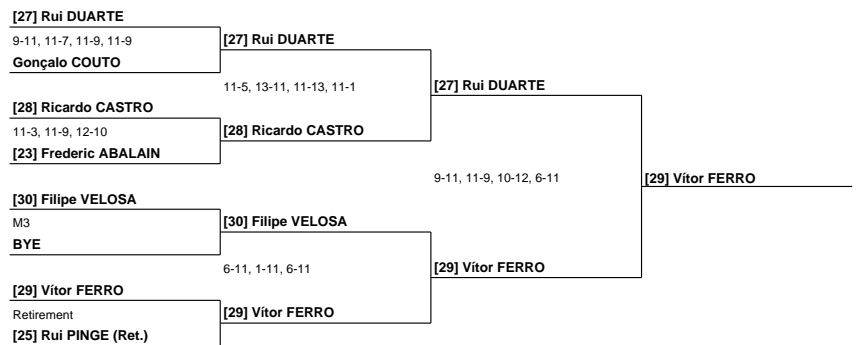 [27] Rui DUARTE
9-11, 11-7, 11-9, 11-9
[27] Rui DUARTE
Gonçalo COUTO
11-5, 13-11, 11-13, 11-1
[27] Rui DUARTE
[28] Ricardo CASTRO
11-3, 11-9, 12-10
[28] Ricardo CASTRO
[23] Frederic ABALAIN
9-11, 11-9, 10-12, 6-11
[29] Vítor FERRO
[30] Filipe VELOSA
M3
[30] Filipe VELOSA
BYE
6-11, 1-11, 6-11
[29] Vítor FERRO
[29] Vítor FERRO
Retirement
[29] Vítor FERRO
[25] Rui PINGE (Ret.)